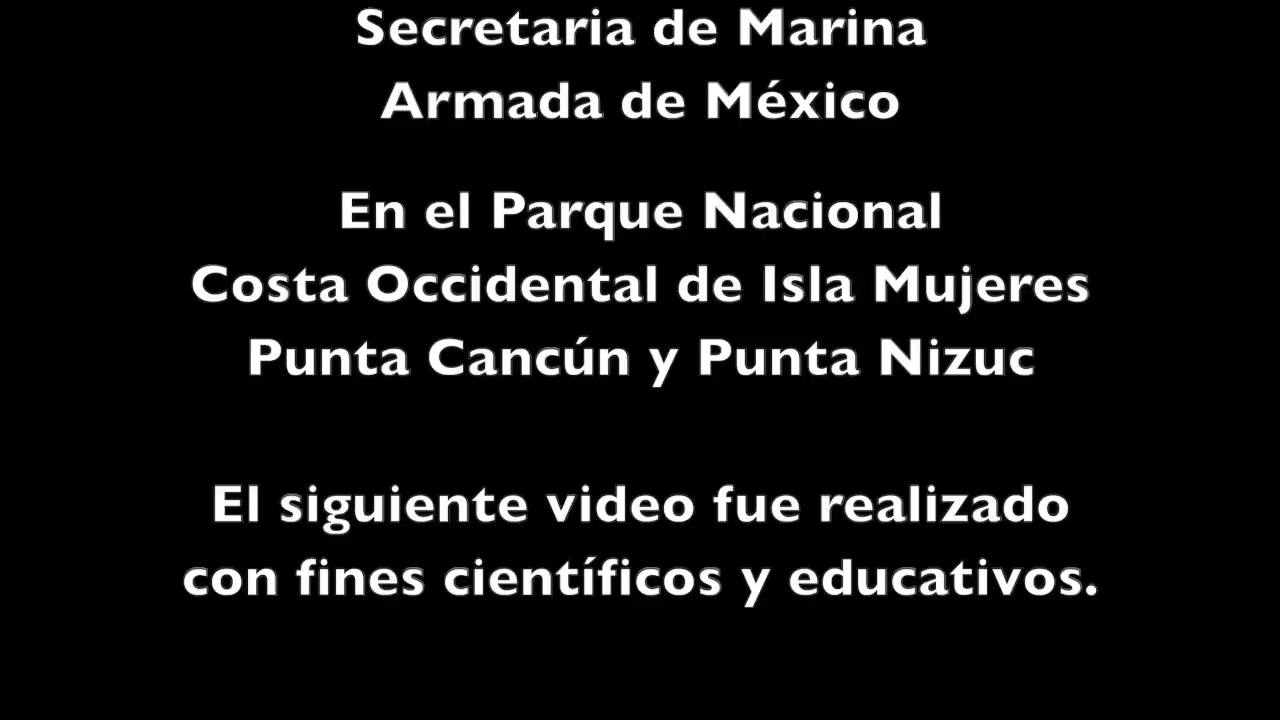 Secretaria de Marina
Armada de México
En el Parque Nacional
Costa Occidental de Isla Mujeres
Punta Cancún y Punta Nizuc
El siguiente video fue realizado
con fines científicos y educativos.